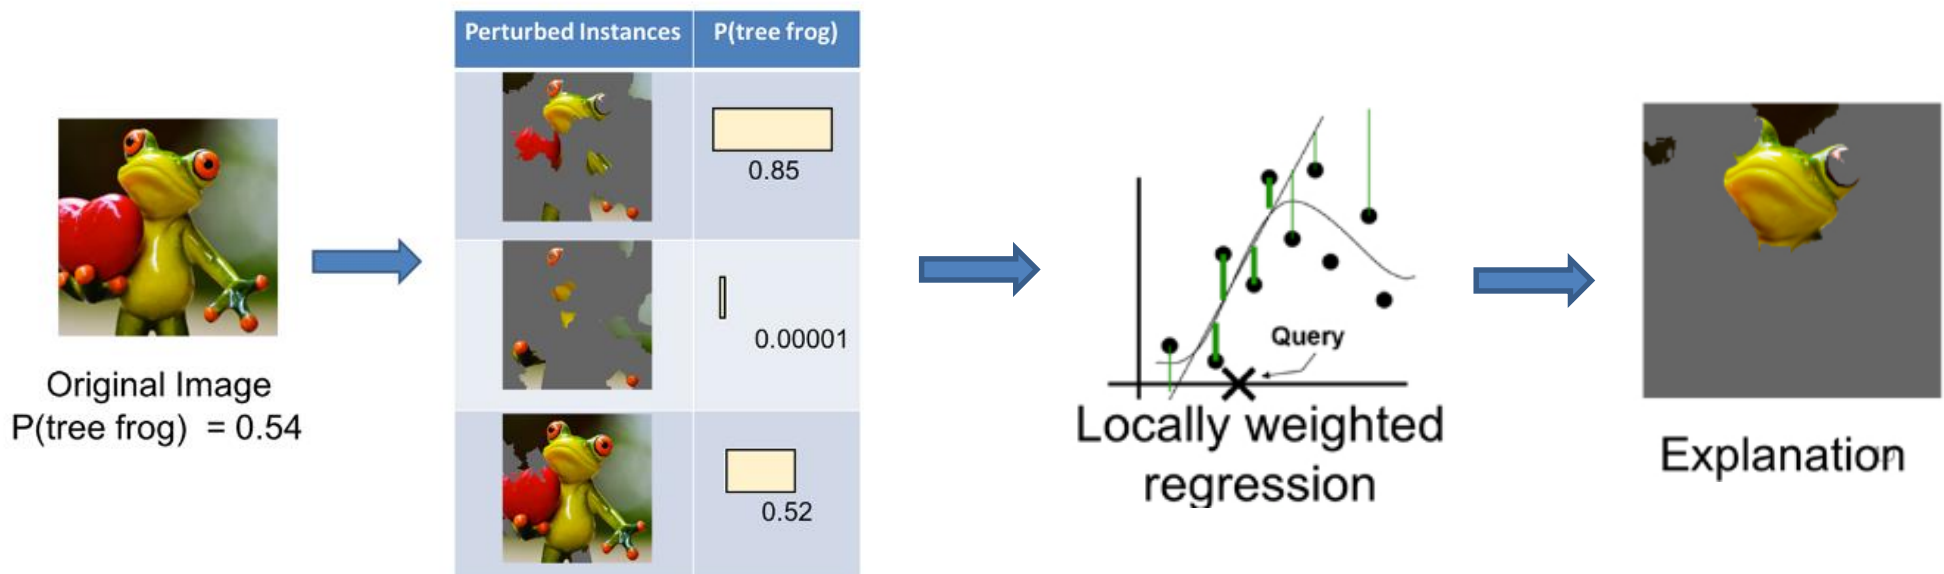 Perturbed Instances
P(tree frog)
0.85
0.00001
0.52
Original Image
P(tree frog) = 0.54
Query
Locally weighted
regression
Explanation